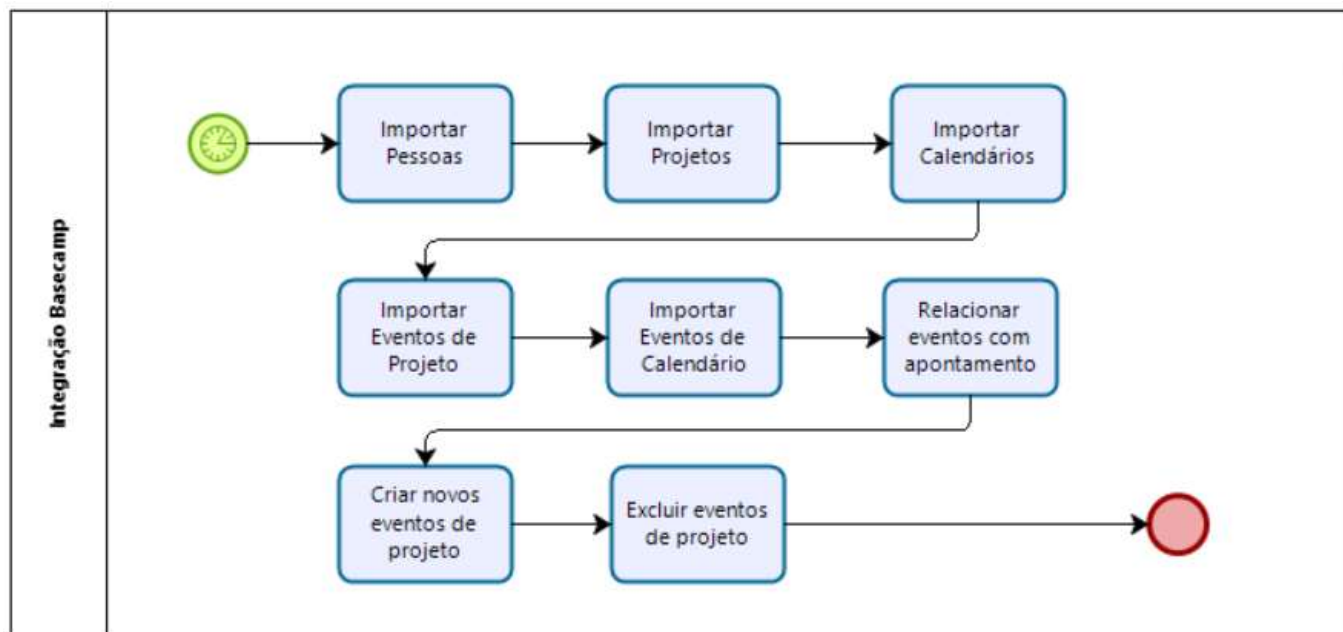 Integração Basecamp
Importar
Pessoas
Importar
Projetos
Importar
Calendários
Importar
Eventos de
Projeto
Importar
Eventos de
Calendário
Relacionar
eventos com
apontamento
Criar novos
eventos de
projeto
Excluir eventos
de projeto